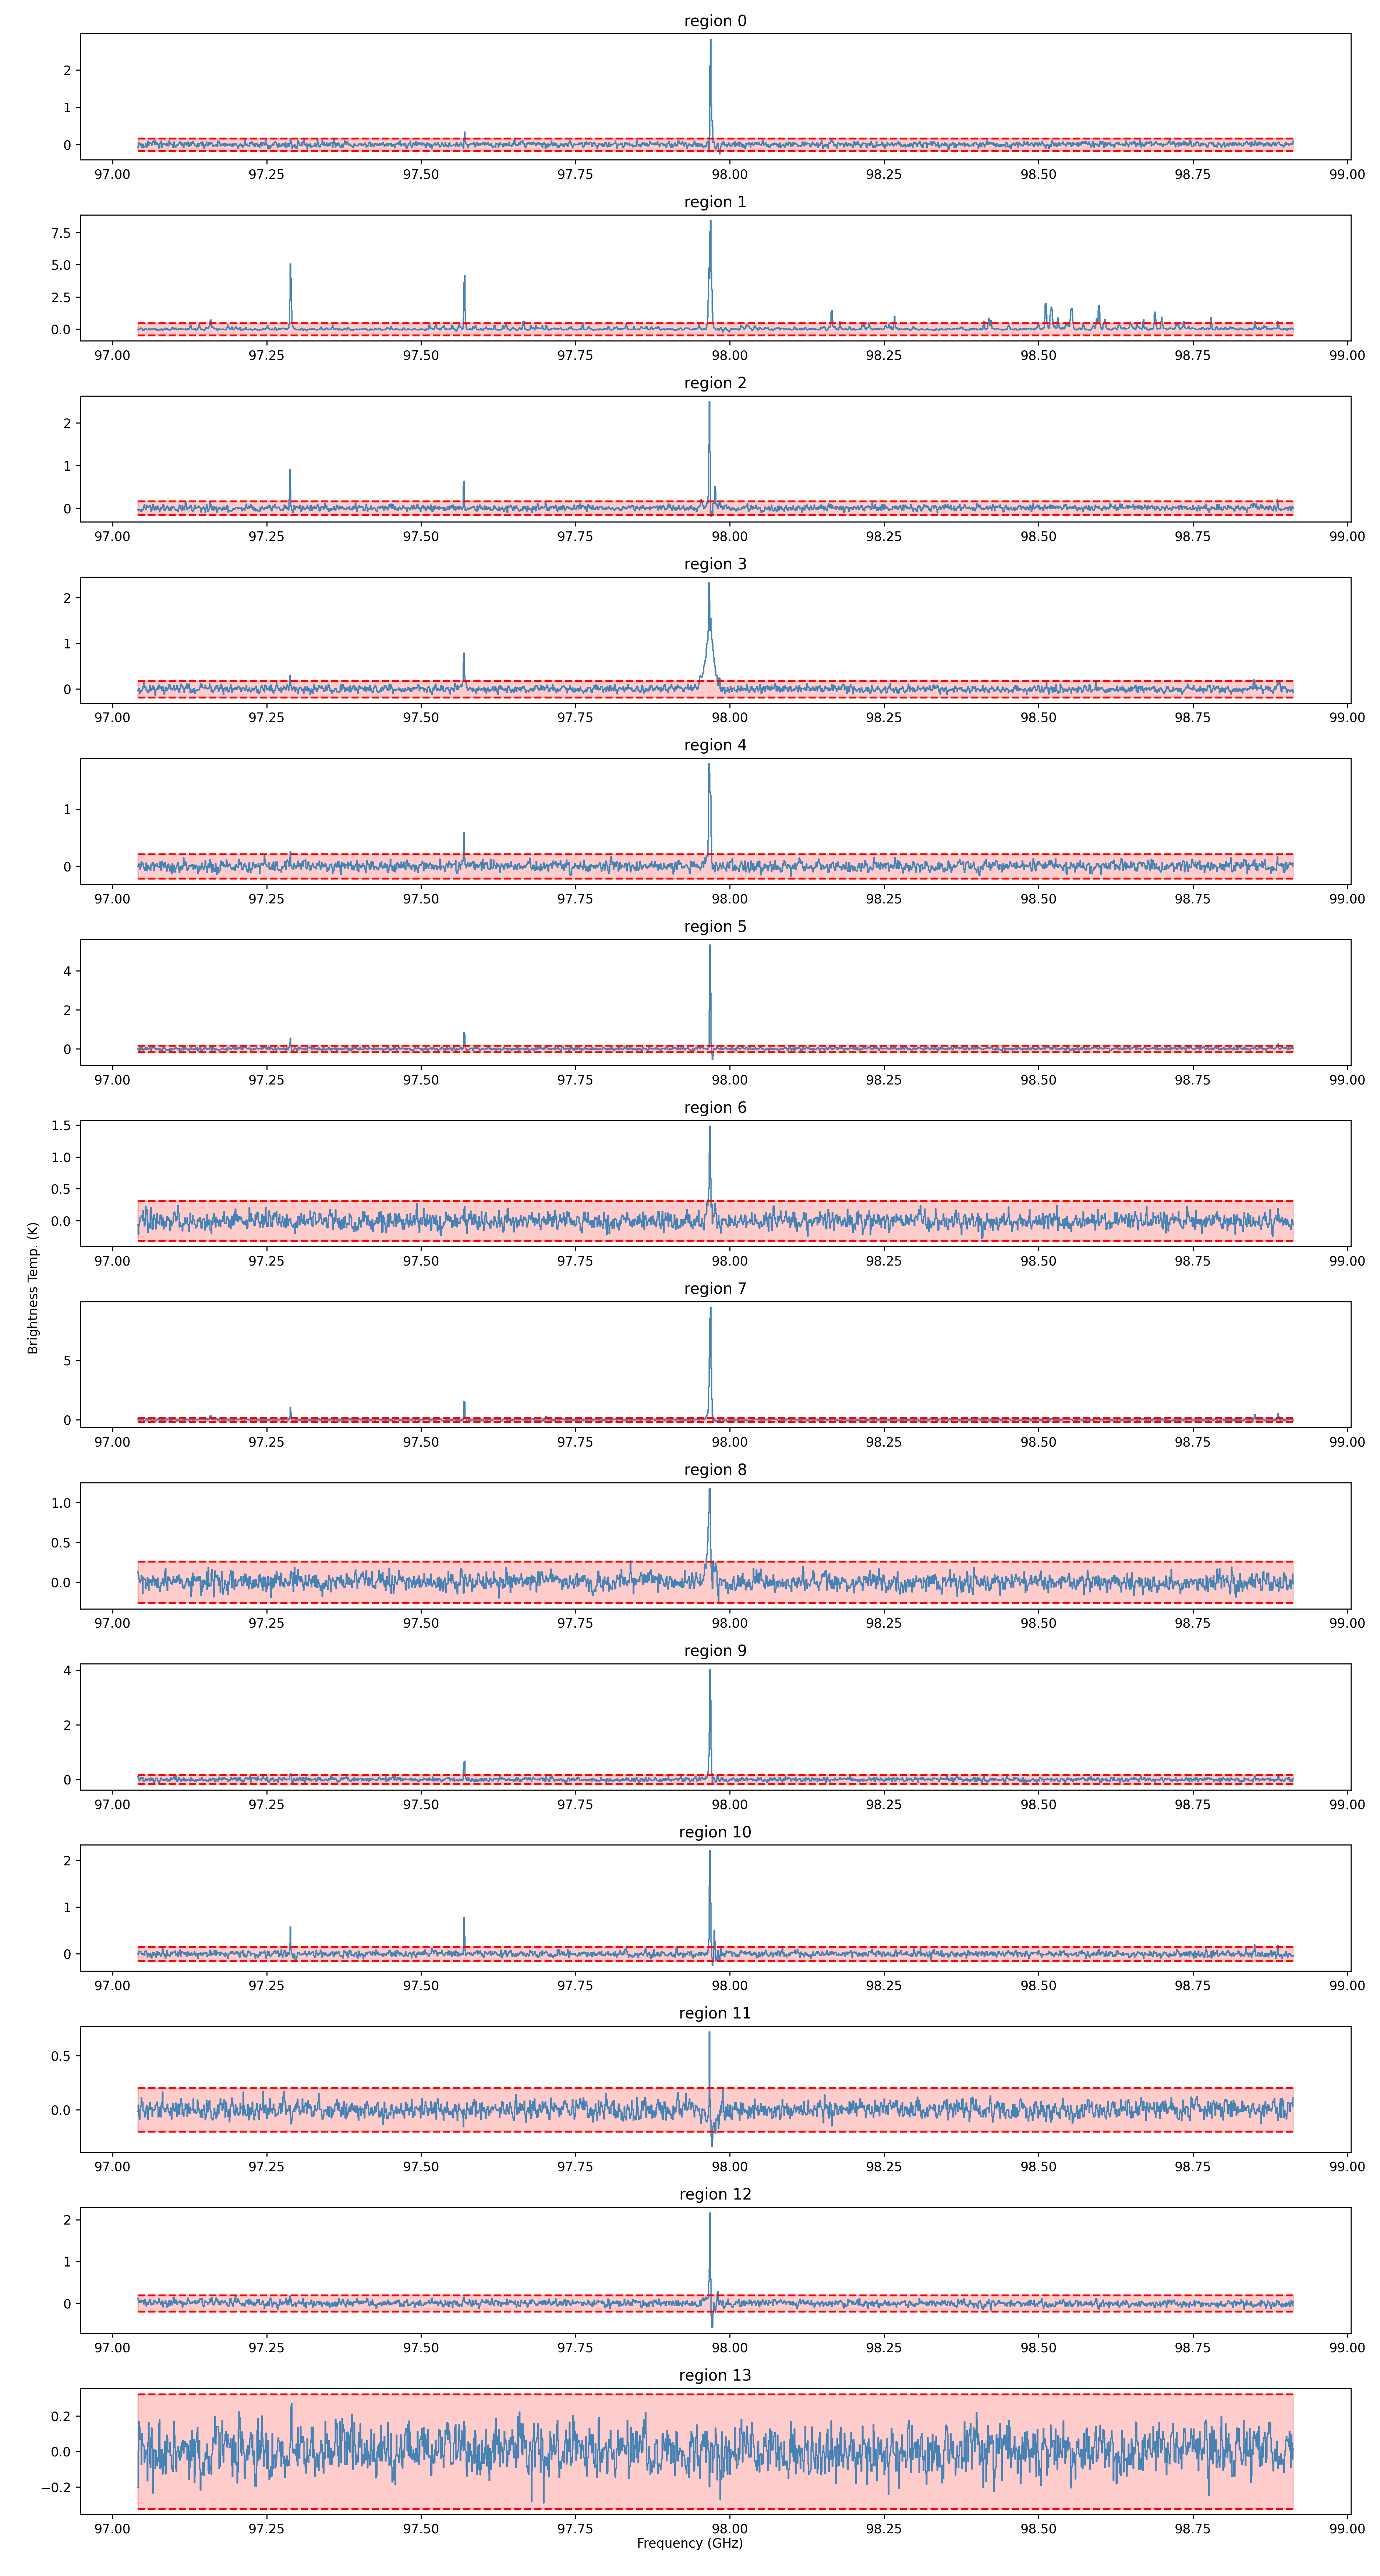 region 0
2
1
0
97.00 97.25 97.50 97.75 98.00 98.25 98.50 98.75 99.00
region 1
7.5
5.0
2.5
0.0
97.00 97.25 97.50 97.75 98.00 98.25 98.50 98.75 99.00
region 2
2
1
0
97.00 97.25 97.50 97.75 98.00 98.25 98.50 98.75 99.00
region 3
2
1
0
97.00 97.25 97.50 97.75 98.00 98.25 98.50 98.75 99.00
region 4
1
0
97.00 97.25 97.50 97.75 98.00 98.25 98.50 98.75 99.00
region 5
4
2
0
97.00 97.25 97.50 97.75 98.00 98.25 98.50 98.75 99.00
region 6
1.5
1.0
0.5
0.0
97.00 97.25 97.50 97.75 98.00 98.25 98.50 98.75 99.00
Brightness Temp. (K)
region 7
5
0
97.00 97.25 97.50 97.75 98.00 98.25 98.50 98.75 99.00
region 8
1.0
0.5
0.0
97.00 97.25 97.50 97.75 98.00 98.25 98.50 98.75 99.00
region 9
4
2
0
97.00 97.25 97.50 97.75 98.00 98.25 98.50 98.75 99.00
region 10
2
1
0
97.00 97.25 97.50 97.75 98.00 98.25 98.50 98.75 99.00
region 11
0.5
0.0
97.00 97.25 97.50 97.75 98.00 98.25 98.50 98.75 99.00
region 12
2
1
0
97.00 97.25 97.50 97.75 98.00 98.25 98.50 98.75 99.00
region 13
0.2
0.0
−0.2
97.00 97.25 97.50 97.75 98.00 98.25 98.50 98.75 99.00
Frequency (GHz)